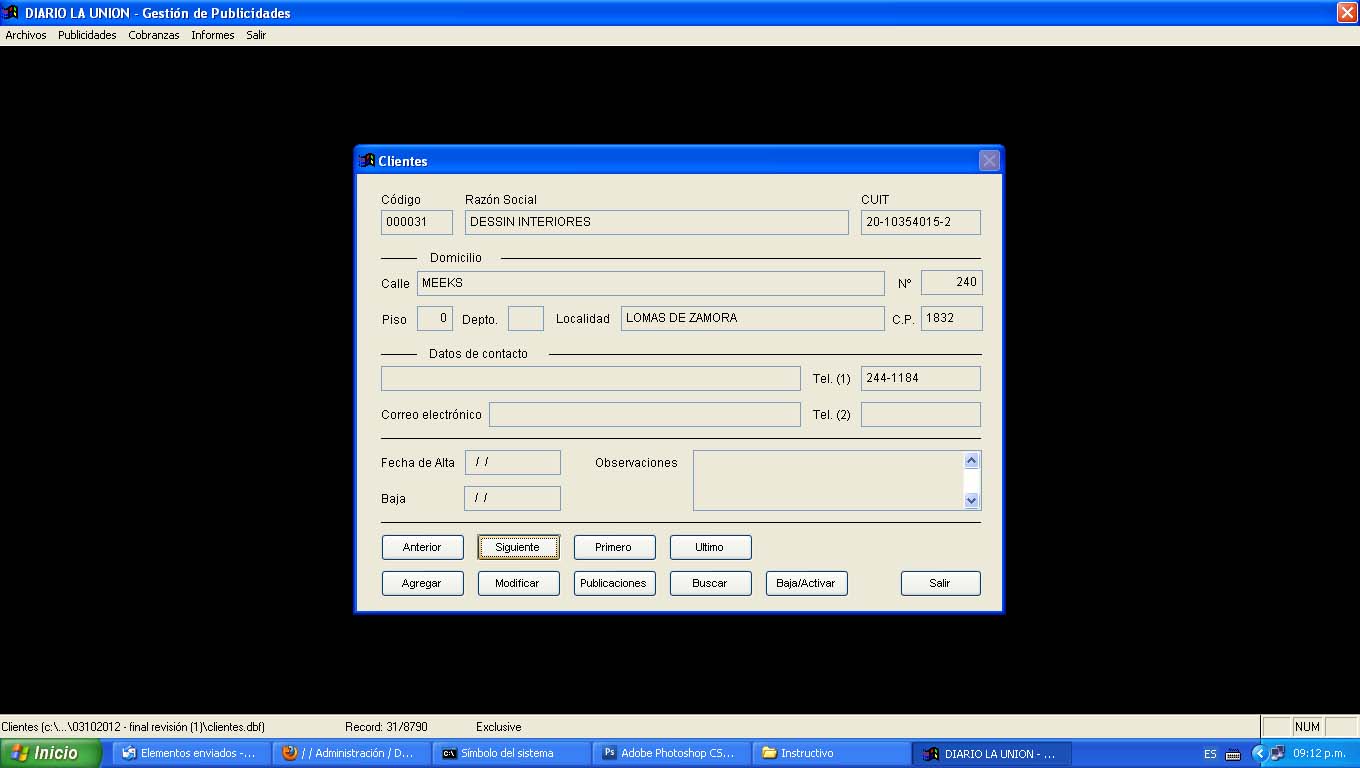 DIARIO LA UNION - Gestión de Publicidades
Archivos Publicidades Cobranzas Informes Salir
Clientes
Código Razón Social CUIT
000031 DESSIN INTERIORES 20-10354015-2
Domicilio
Calle MEEKS Nº 240
Piso 0 Depto. Localidad LOMAS DE ZAMORA C.P. 1832
Datos de contacto
Tel. (1) 244-1184
Correo electrónico Tel. (2)
Fecha de Alta / / Observaciones
Baja / /
Anterior Siguiente Primero Ultimo
Agregar Modificar Publicaciones Buscar Baja/Activar Salir
Clientes (c:\...\03102012 - final revisión (1)\clientes.dbf) Record: 31/8790 Exclusive NUM
Inicio Elementos enviados -... / / Administración / D... Símbolo del sistema Adobe Photoshop CS5... Instructivo DIARIO LA UNION - ... ES 09:12 p.m.